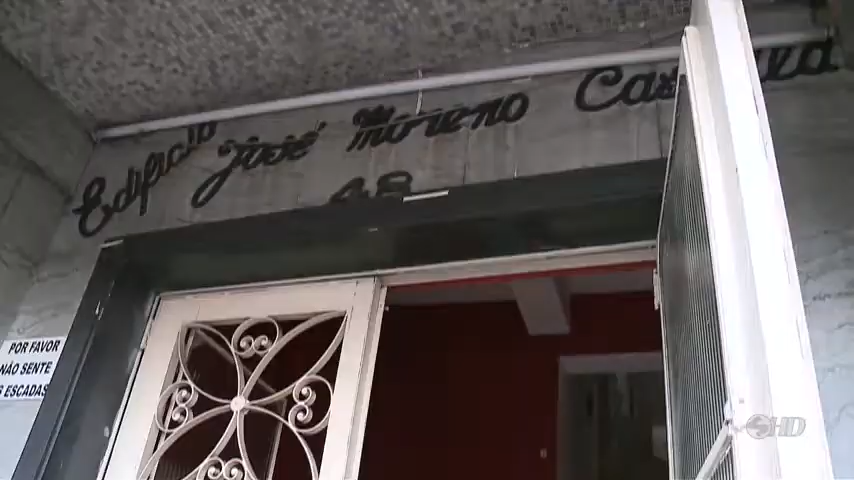 Edifício José Moreno
48
POR FAVOR
NÃO SENTE
ESCADAS
HD